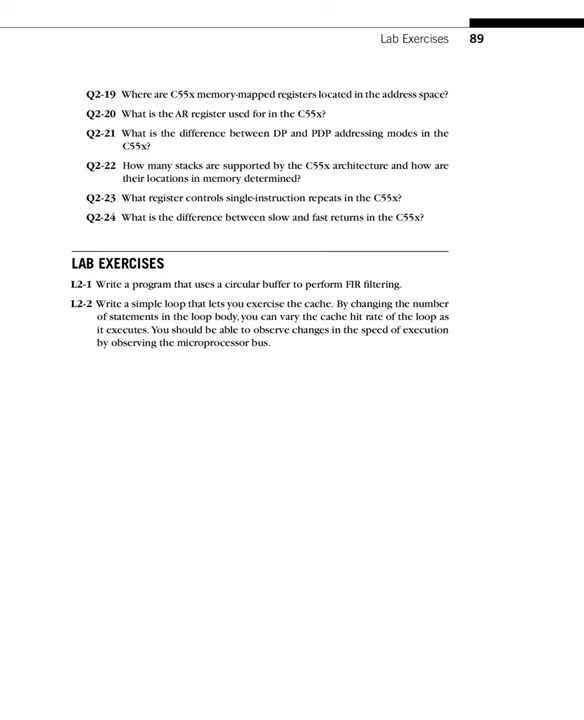 Lab Exercises 89
Q2-19 Where are C55x memory-mapped registers located in the address space?
Q2-20 What is the AR register used for in the C55x?
Q2-21 What is the difference between DP and PDP addressing modes in the
C55x?
Q2-22 How many stacks are supported by the C55x architecture and how are
their locations in memory determined?
Q2-23 What register controls single-instruction repeats in the C55x?
Q2-24 What is the difference between slow and fast returns in the C55x?
LAB EXERCISES
L2-1 Write a program that uses a circular buffer to perform FIR filtering.
L2-2 Write a simple loop that lets you exercise the cache. By changing the number
of statements in the loop body, you can vary the cache hit rate of the loop as
it executes. You should be able to observe changes in the speed of execution
by observing the microprocessor bus.